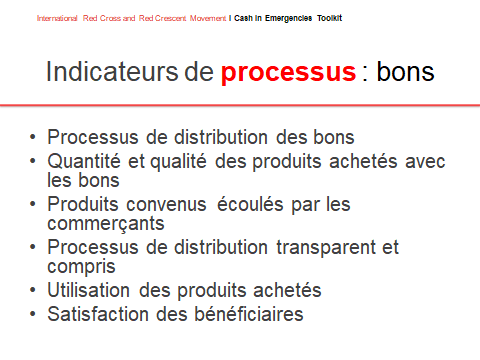 International Red Cross and Red Crescent Movement I Cash in Emergencies Toolkit
Indicateurs de processus : bons
• Processus de distribution des bons
• Quantité et qualité des produits achetés avec
les bons
• Produits convenus écoulés par les
commerçants
• Processus de distribution transparent et
compris
• Utilisation des produits achetés
• Satisfaction des bénéficiaires